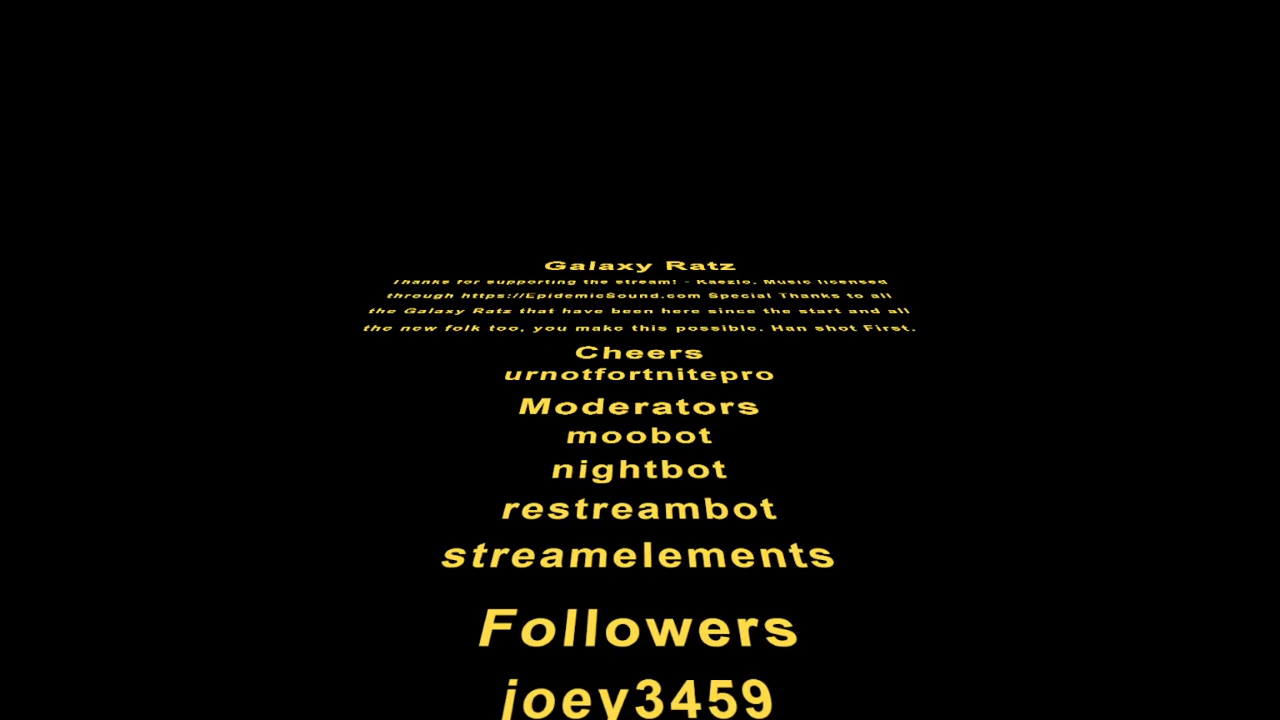 Galaxy Ratz
Thanks for supporting the stream! - Kaezio. Music licensed
through https://EpidemicSound.com Special Thanks to all
the Galaxy Ratz that have been here since the start and all
the new folk too, you make this possible. Han shot First.
Cheers
urnotfortnitepro
Moderators
moobot
nightbot
restreambot
streamelements
Followers
joey3459